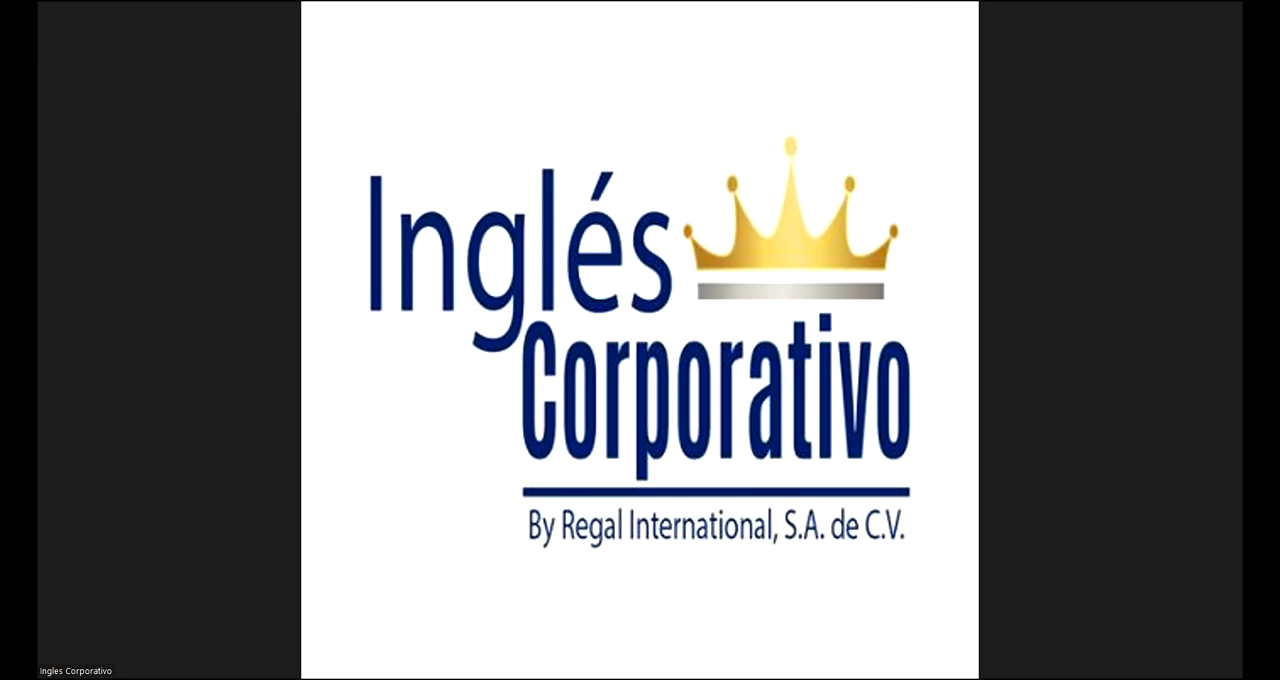 Inglés
Corporativo
By Regal International, S.A. de C.V.
Ingles Corporativo